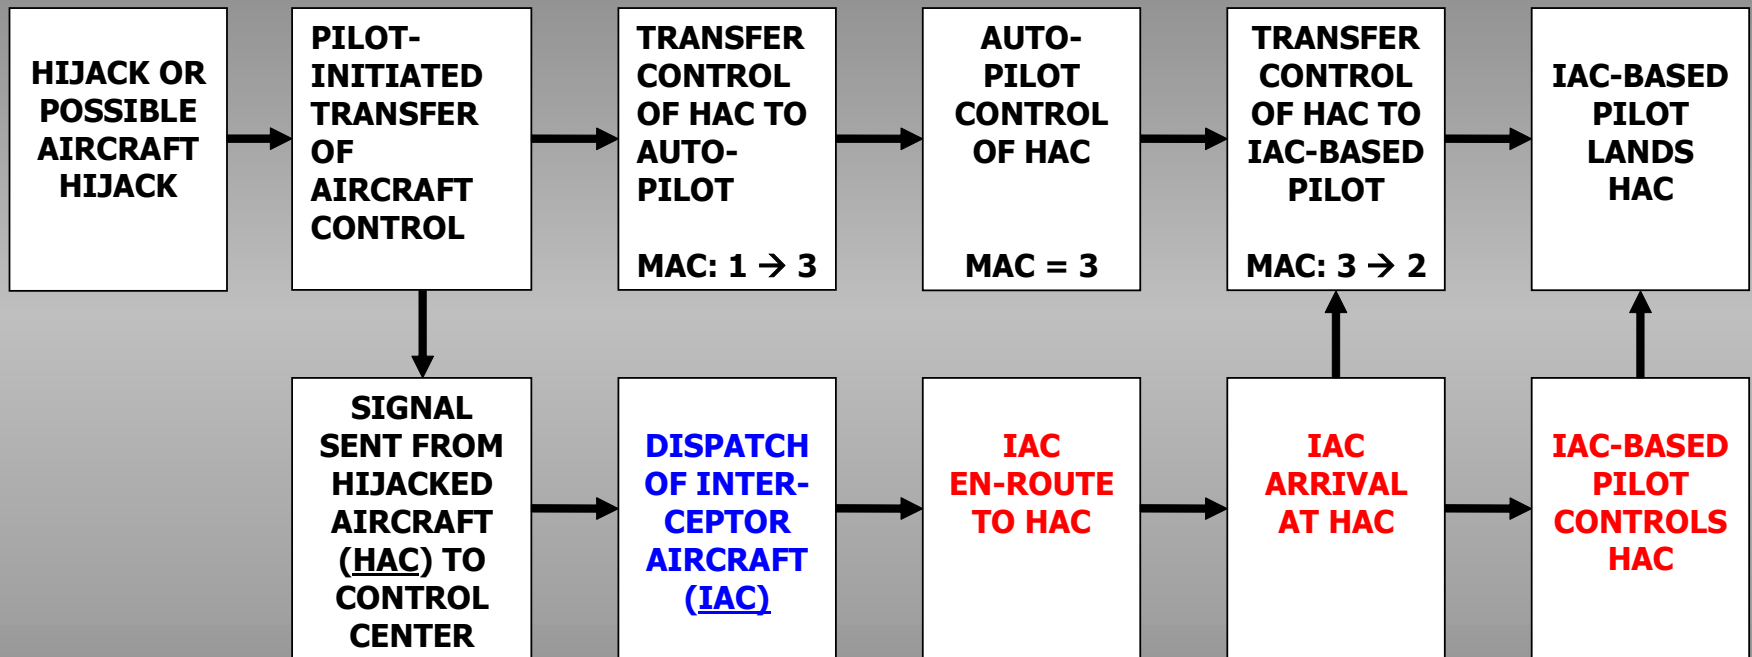 HIJACK OR
POSSIBLE
AIRCRAFT
HIJACK
PILOT-
INITIATED
TRANSFER
OF
AIRCRAFT
CONTROL
TRANSFER
CONTROL
OF HAC TO
AUTO-
PILOT
MAC: 1 → 3
AUTO-
PILOT
CONTROL
OF HAC
MAC = 3
TRANSFER
CONTROL
OF HAC TO
IAC-BASED
PILOT
MAC: 3 → 2
IAC-BASED
PILOT
LANDS
HAC
SIGNAL
SENT FROM
HIJACKED
AIRCRAFT
(HAC) TO
CONTROL
CENTER
DISPATCH
OF INTER-
CEPTOR
AIRCRAFT
(IAC)
IAC
EN-ROUTE
TO HAC
IAC
ARRIVAL
AT HAC
IAC-BASED
PILOT
CONTROLS
HAC